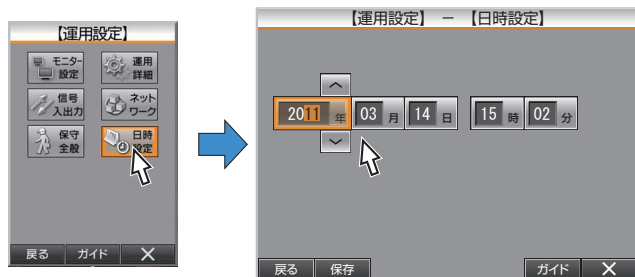 【運用設定】
モニター設定
運用詳細
信号入出力
ネットワーク
保守全般
日時設定
戻る ガイド ×
【運用設定】 － 【日時設定】
2011 年 03 月 14 日 15 時 02 分
戻る 保存 ガイド ×